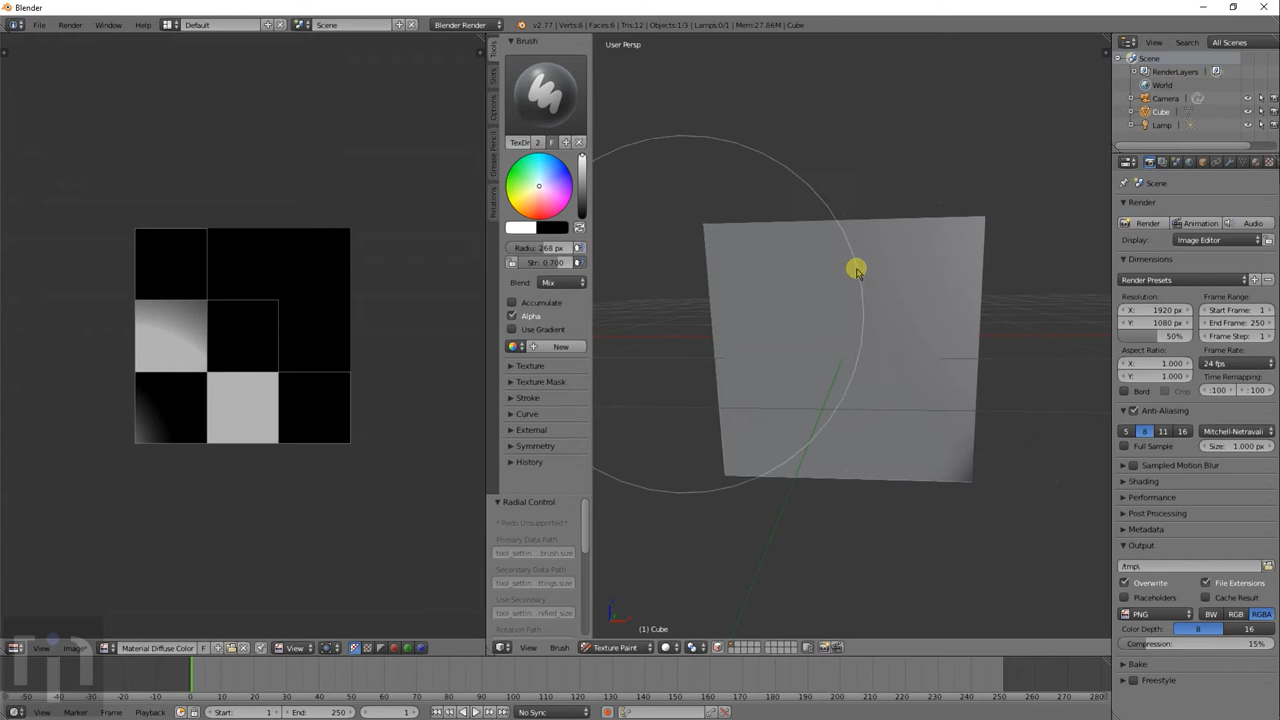 Blender
File Render Window Help Default Scene Blender Render v2.77 | Verts:8 | Faces:6 | Tris:12 | Objects:1/3 | Lamps:0/1 | Mem:27.86M | Cube
View Search All Scenes
Scene
RenderLayers
World
Camera
Cube
Lamp
Tools
Slots
Options
Grease Pencil
Relations
Brush
TexDr 2 F
Radiu: 268 px
Str: 0.700
Blend: Mix
Accumulate
Alpha
Use Gradient
New
Texture
Texture Mask
Stroke
Curve
External
Symmetry
History
Radial Control
* Redo Unsupported *
Primary Data Path
tool_settin... .brush.size
Secondary Data Path
tool_settin...ttings.size
Use Secondary
tool_settin...nified_size
Rotation Path
User Persp
(1) Cube
Scene
Render
Render Animation Audio
Display: Image Editor
Dimensions
Render Presets
Resolution: Frame Range:
X: 1920 px Start Frame: 1
Y: 1080 px End Frame: 250
50% Frame Step: 1
Aspect Ratio: Frame Rate:
X: 1.000 24 fps
Y: 1.000 Time Remapping:
Bord Crop :100 :100
Anti-Aliasing
5 8 11 16 Mitchell-Netravali
Full Sample Size: 1.000 px
Sampled Motion Blur
Shading
Performance
Post Processing
Metadata
Output
/tmp\
Overwrite File Extensions
Placeholders Cache Result
PNG BW RGB RGBA
Color Depth: 8 16
Compression: 15%
Bake
Freestyle
View Image Material Diffuse Color F View
View Brush Texture Paint
-50 -40 -30 -20 -10 0 10 20 30 40 50 60 70 80 90 100 110 120 130 140 150 160 170 180 190 200 210 220 230 240 250 260 270 280
View Marker Frame Playback Start: 1 End: 250 1 No Sync